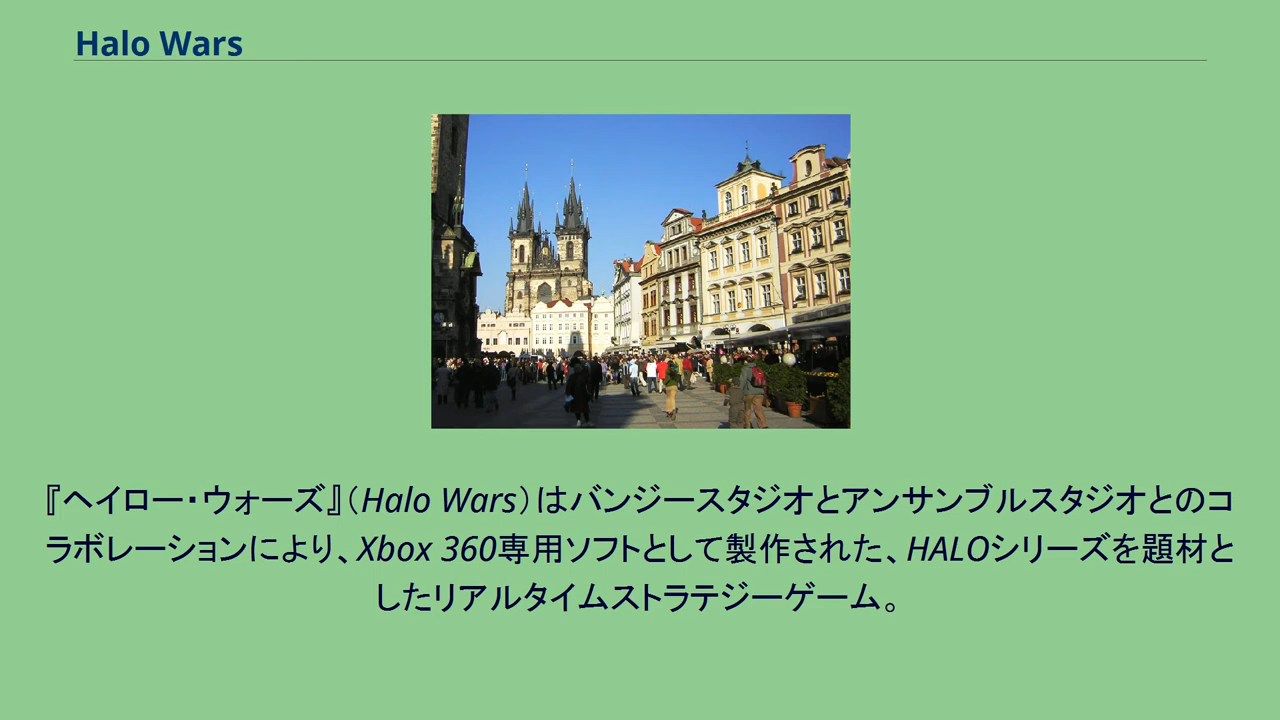 Halo Wars
『ヘイロー・ウォーズ』（Halo Wars）はバンジースタジオとアンサンブルスタジオとのコ
ラボレーションにより、Xbox 360専用ソフトとして製作された、HALOシリーズを題材と
したリアルタイムストラテジーゲーム。